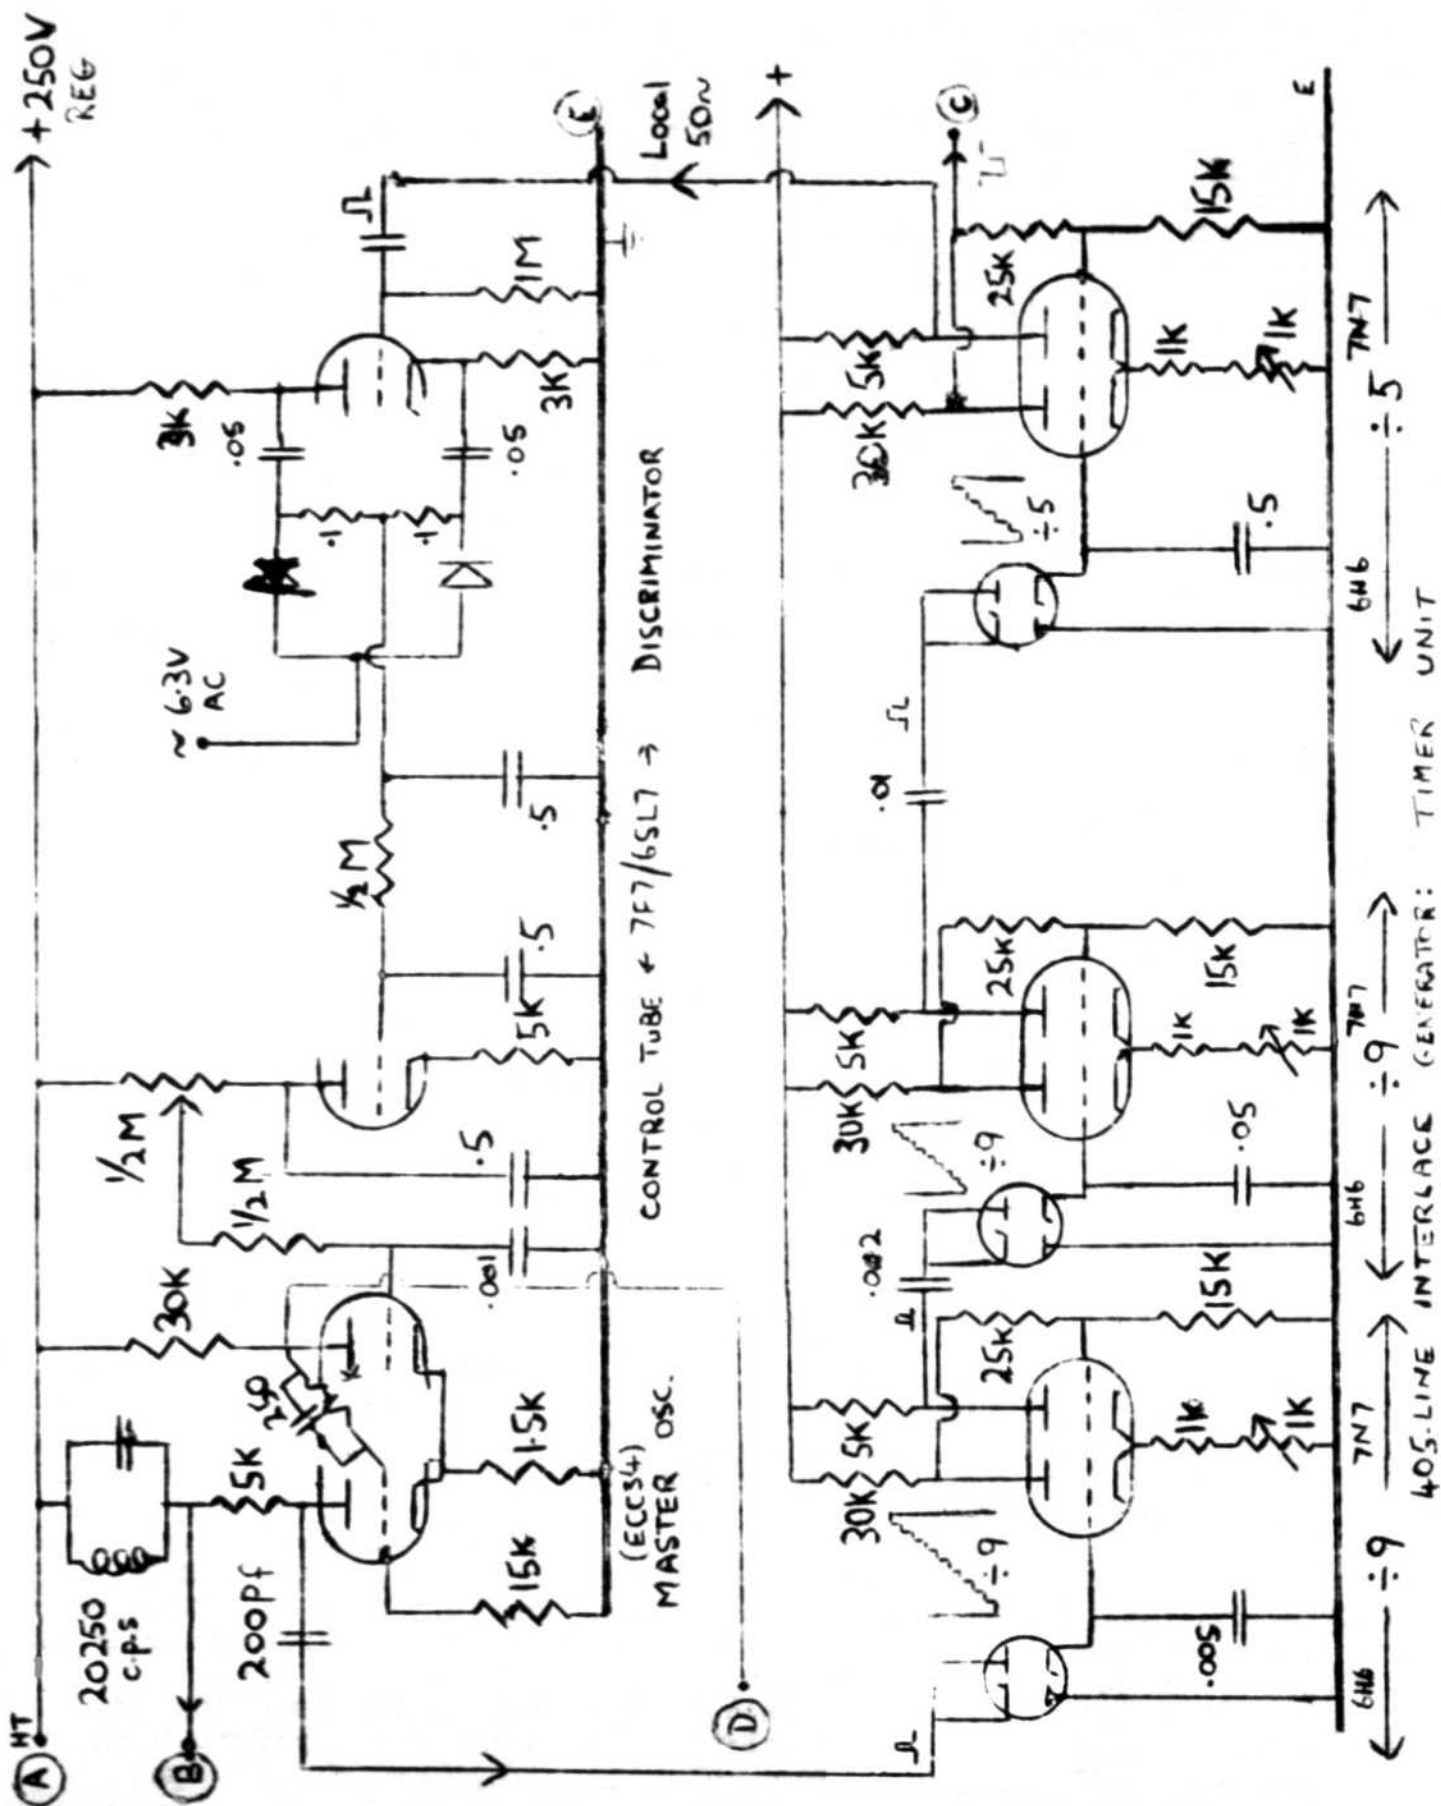 HT
A
+250V
REG
20250
c.p.s
B
5K
200pf
30K
1/2M
1/2M
240
K
~ 6.3V
AC
3K
.05
.1
.1
.05
3K
1M
E
½M
.5
.5
5K
.5
.001
1.5K
15K
(ECC34)
MASTER OSC.
CONTROL TUBE ← 7F7/6SL7 → DISCRIMINATOR
Local
50~
D
+
C
30K
5K
÷9
25K
.002
30K
5K
÷9
25K
.01
÷5
30K
5K
25K
.005
1K
1K
15K
.05
1K
1K
15K
.5
1K
1K
15K
E
6H6
7N7
6H6
7N7
6H6
7N7
÷9
÷9
÷5
405-LINE INTERLACE GENERATOR: TIMER UNIT